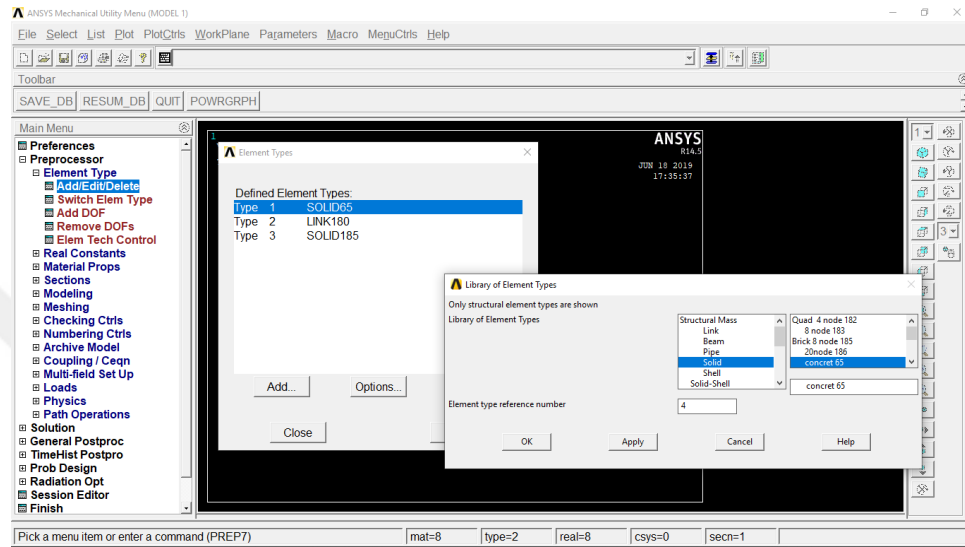 ANSYS Mechanical Utility Menu (MODEL 1)
File Select List Plot PlotCtrls WorkPlane Parameters Macro MenuCtrls Help
Toolbar
SAVE_DB RESUM_DB QUIT POWRGRPH
Main Menu
Preferences
Preprocessor
Element Type
Add/Edit/Delete
Switch Elem Type
Add DOF
Remove DOFs
Elem Tech Control
Real Constants
Material Props
Sections
Modeling
Meshing
Checking Ctrls
Numbering Ctrls
Archive Model
Coupling / Ceqn
Multi-field Set Up
Loads
Physics
Path Operations
Solution
General Postproc
TimeHist Postpro
Prob Design
Radiation Opt
Session Editor
Finish
1
ANSYS
R14.5
JUN 18 2019
17:35:37
Element Types
Defined Element Types:
Type 1 SOLID65
Type 2 LINK180
Type 3 SOLID185
Add... Options...
Close
Library of Element Types
Only structural element types are shown
Library of Element Types
Structural Mass
Link
Beam
Pipe
Solid
Shell
Solid-Shell
Quad 4 node 182
8 node 183
Brick 8 node 185
20node 186
concret 65
concret 65
Element type reference number
4
OK Apply Cancel Help
1
3
Pick a menu item or enter a command (PREP7) mat=8 type=2 real=8 csys=0 secn=1